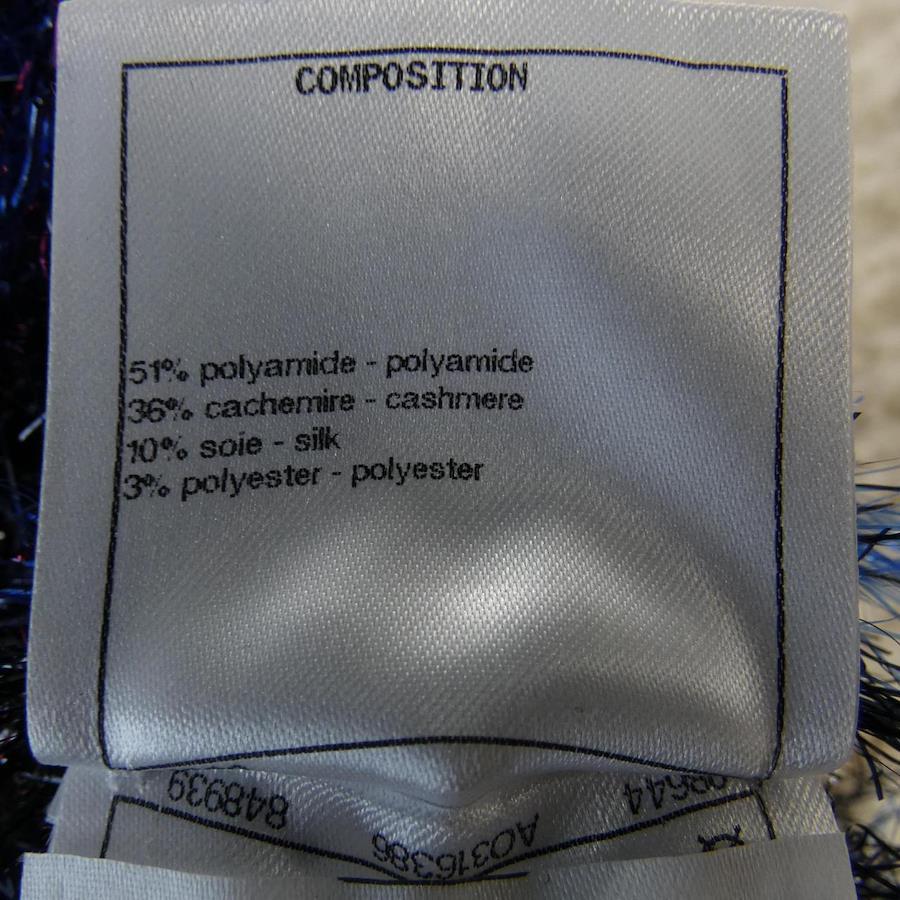 COMPOSITION
51% polyamide - polyamide
36% cachemire - cashmere
10% soie - silk
3% polyester - polyester
848939
A0316386